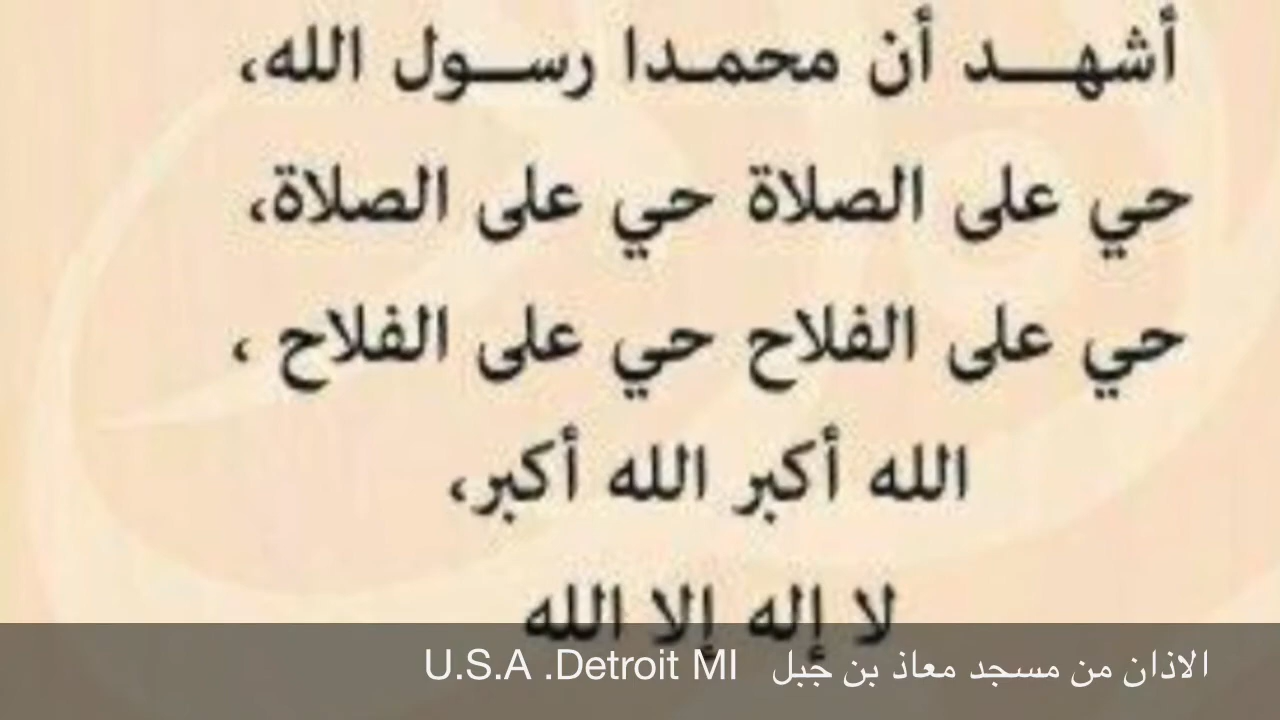 أشهـــد أن محمـدا رســول الله،
حي على الصلاة حي على الصلاة،
حي على الفلاح حي على الفلاح ،
الله أكبر الله أكبر،
لا إله إلا الله
الاذان من مسجد معاذ بن جبل U.S.A .Detroit MI